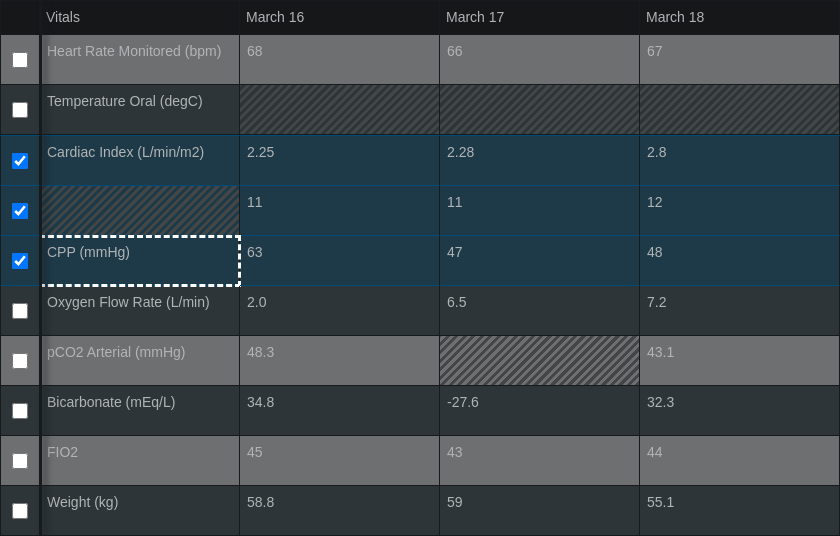 Vitals March 16 March 17 March 18
Heart Rate Monitored (bpm) 68 66 67
Temperature Oral (degC)
Cardiac Index (L/min/m2) 2.25 2.28 2.8
11 11 12
CPP (mmHg) 63 47 48
Oxygen Flow Rate (L/min) 2.0 6.5 7.2
pCO2 Arterial (mmHg) 48.3 43.1
Bicarbonate (mEq/L) 34.8 -27.6 32.3
FIO2 45 43 44
Weight (kg) 58.8 59 55.1